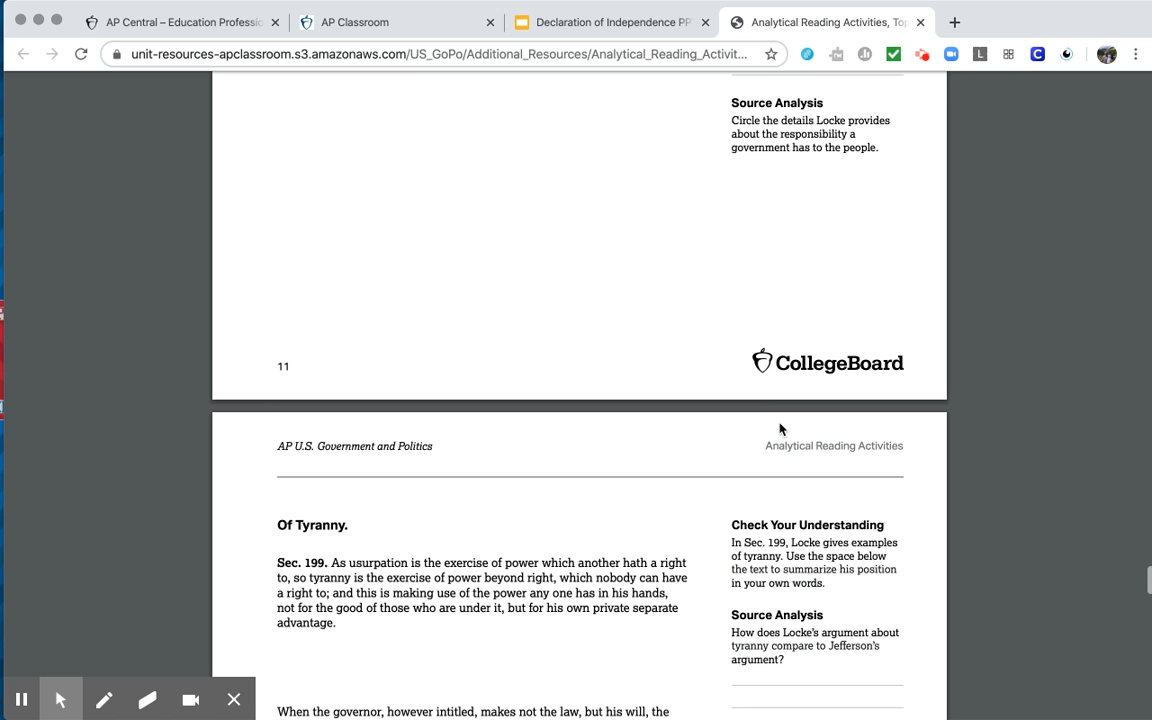 AP Central – Education Professio
AP Classroom
Declaration of Independence PP
Analytical Reading Activities, To
unit-resources-apclassroom.s3.amazonaws.com/US_GoPo/Additional_Resources/Analytical_Reading_Activit...
L
C
Source Analysis
Circle the details Locke provides
about the responsibility a
government has to the people.
11
CollegeBoard
AP U.S. Government and Politics
Analytical Reading Activities
Of Tyranny.
Sec. 199. As usurpation is the exercise of power which another hath a right
to, so tyranny is the exercise of power beyond right, which nobody can have
a right to; and this is making use of the power any one has in his hands,
not for the good of those who are under it, but for his own private separate
advantage.
When the governor, however intitled, makes not the law, but his will, the
Check Your Understanding
In Sec. 199, Locke gives examples
of tyranny. Use the space below
the text to summarize his position
in your own words.
Source Analysis
How does Locke's argument about
tyranny compare to Jefferson's
argument?